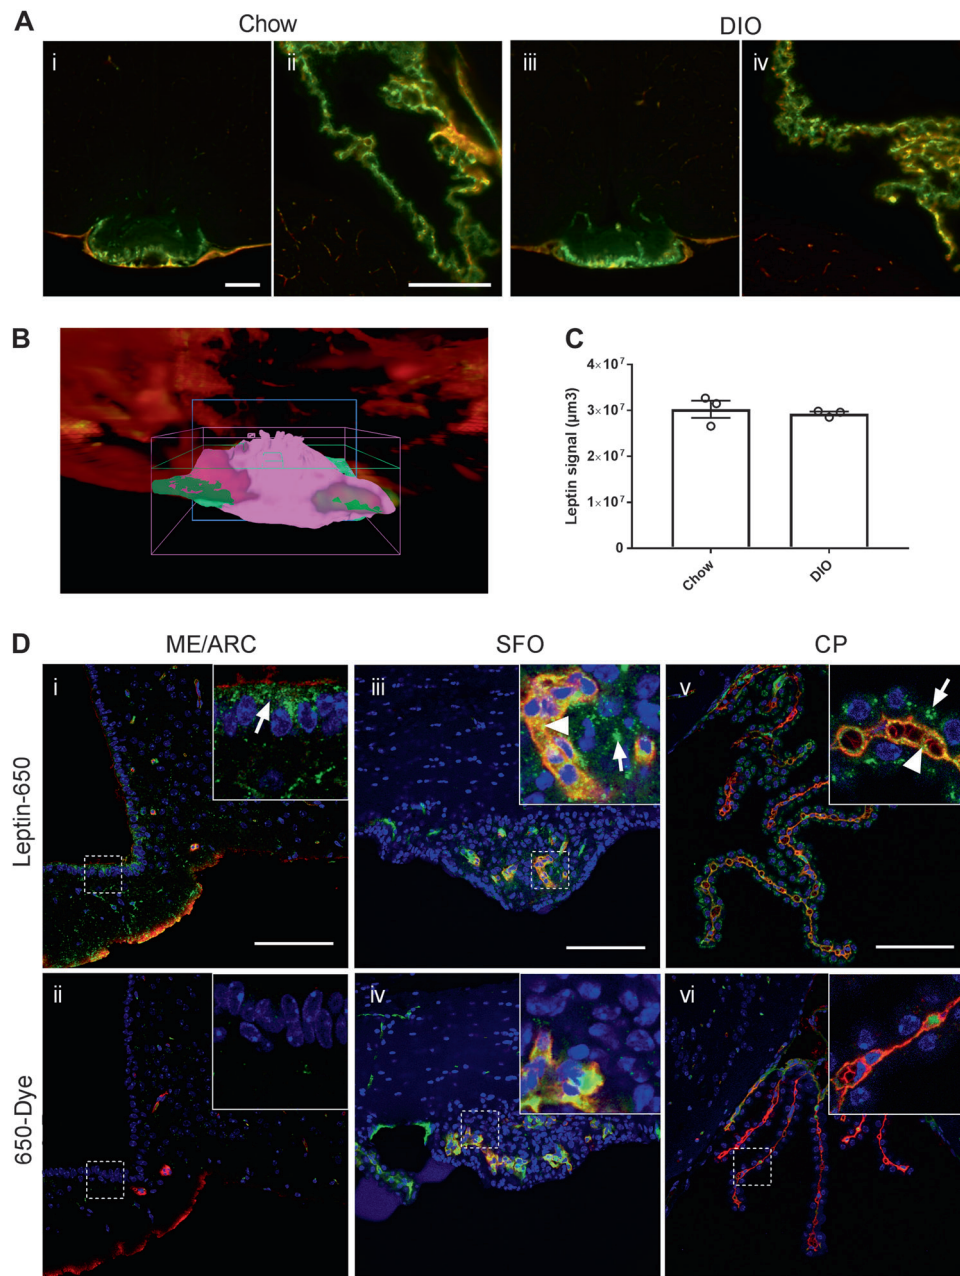 A
Chow
DIO
i
ii
iii
iv
B
C
4×10⁷
3×10⁷
2×10⁷
1×10⁷
0
Leptin signal (µm3)
Chow
DIO
D
ME/ARC
SFO
CP
Leptin-650
i
iii
v
650-Dye
ii
iv
vi